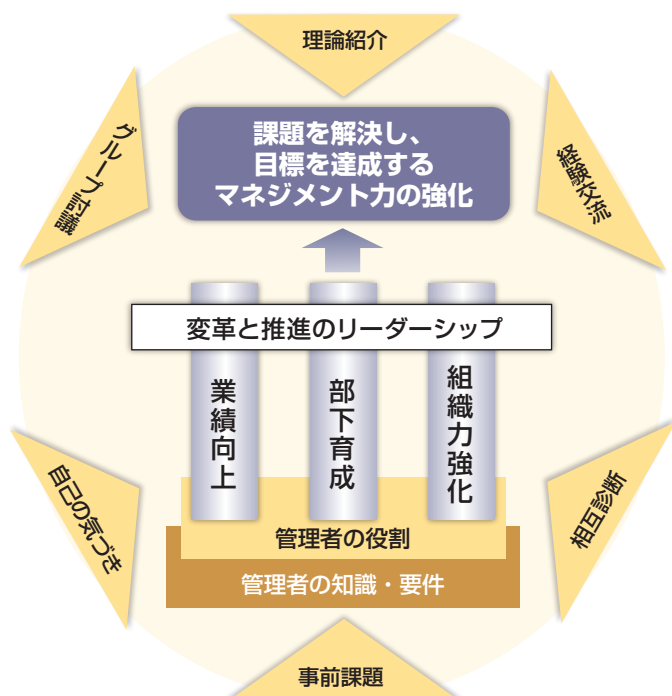 理論紹介
グループ討議
経験交流
課題を解決し、
目標を達成する
マネジメント力の強化
変革と推進のリーダーシップ
業績向上
部下育成
組織力強化
自己の気づき
相互診断
管理者の役割
管理者の知識・要件
事前課題